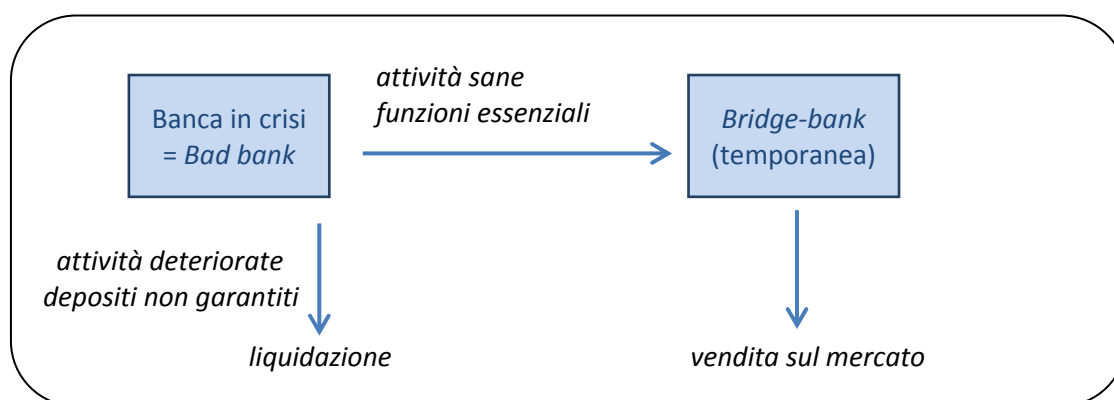 attività sane
funzioni essenziali
Banca in crisi
= Bad bank
Bridge-bank
(temporanea)
attività deteriorate
depositi non garantiti
liquidazione
vendita sul mercato